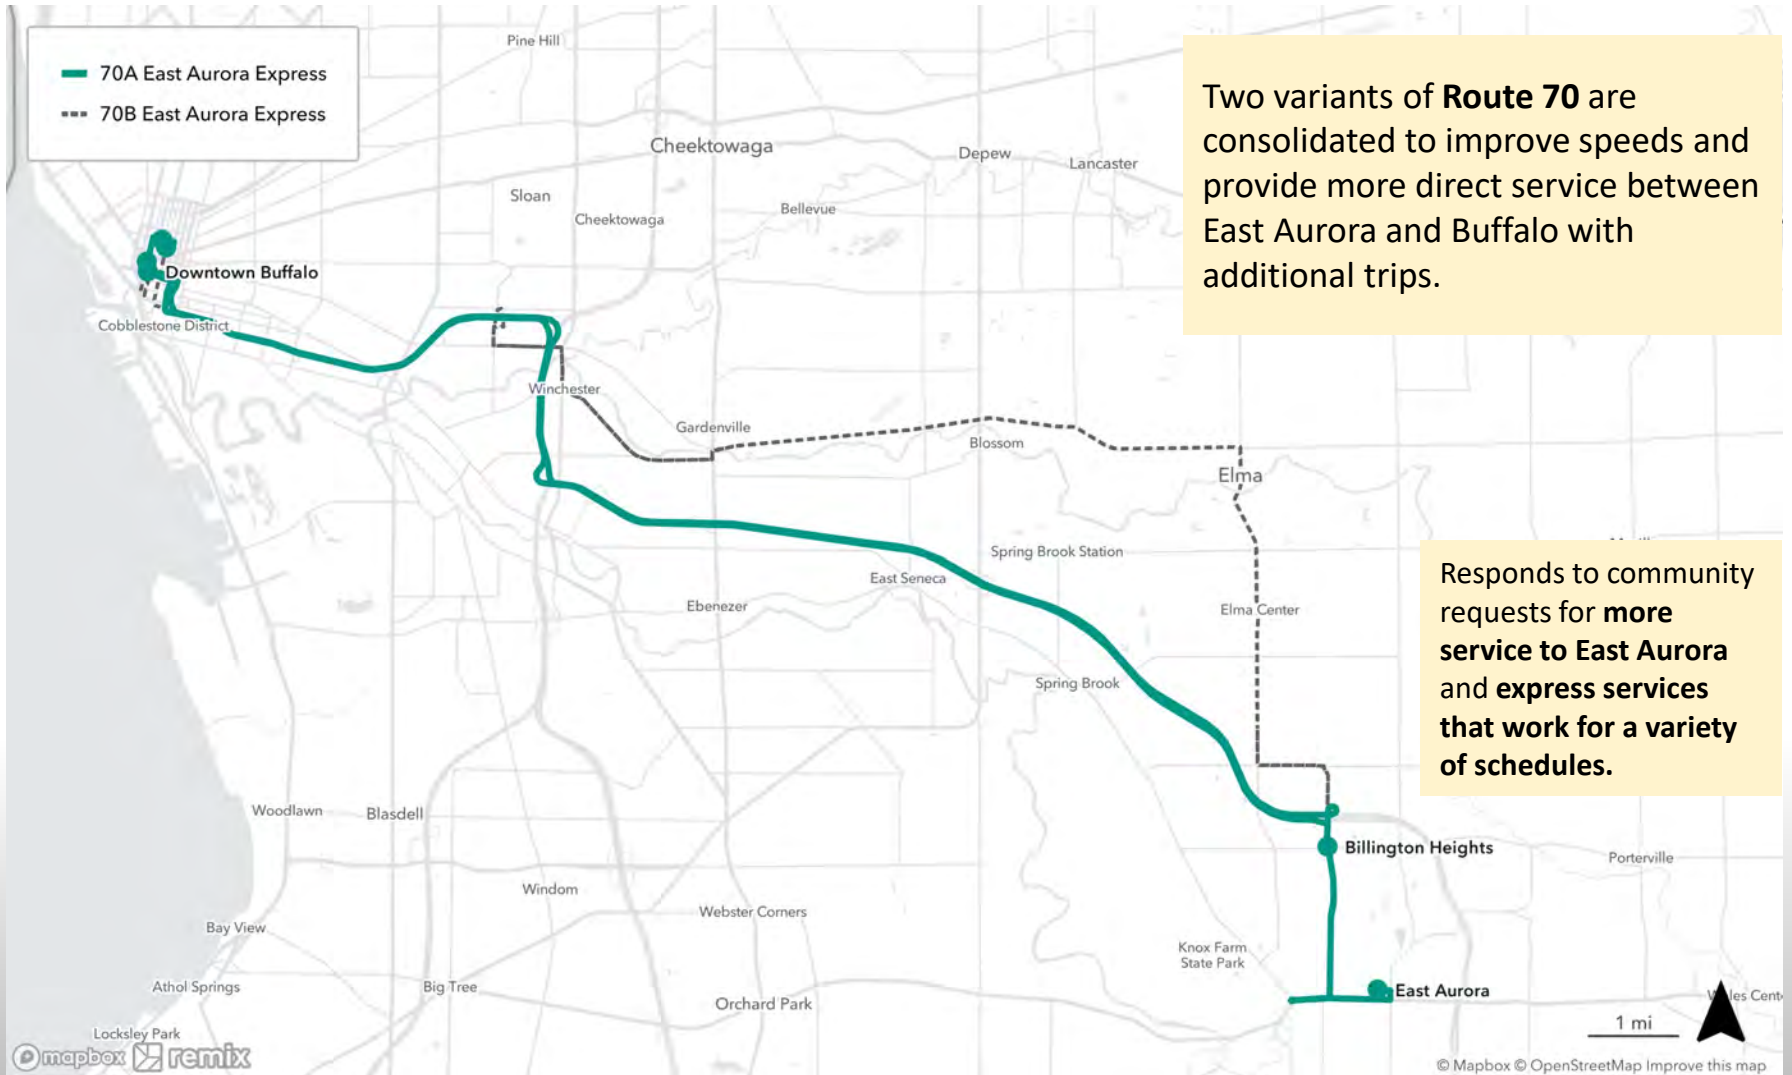 70A East Aurora Express
70B East Aurora Express
Two variants of Route 70 are
consolidated to improve speeds and
provide more direct service between
East Aurora and Buffalo with
additional trips.
Pine Hill
Cheektowaga
Depew
Lancaster
Sloan
Cheektowaga
Bellevue
Downtown Buffalo
Cobblestone District
Winchester
Gardenville
Blossom
Elma
Spring Brook Station
East Seneca
Ebenezer
Elma Center
Spring Brook
Responds to community
requests for more
service to East Aurora
and express services
that work for a variety
of schedules.
Woodlawn
Blasdell
Billington Heights
Porterville
Windom
Webster Corners
Bay View
Knox Farm
State Park
Athol Springs
Big Tree
Orchard Park
East Aurora
Locksley Park
1 mi
mapbox remix
© Mapbox © OpenStreetMap Improve this map